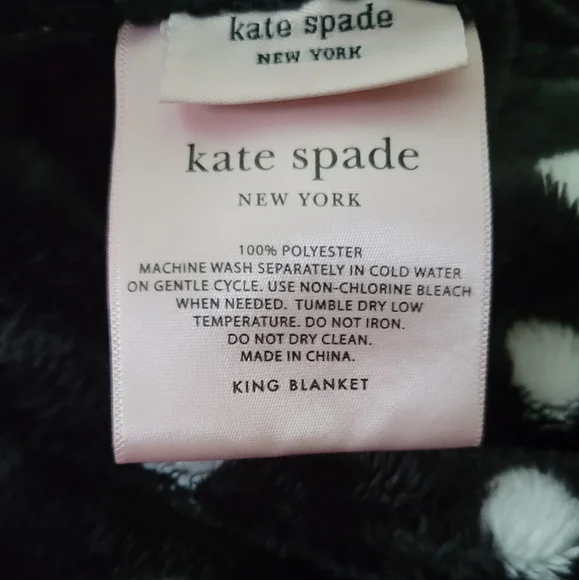 kate spade
NEW YORK
kate spade
NEW YORK
100% POLYESTER
MACHINE WASH SEPARATELY IN COLD WATER
ON GENTLE CYCLE. USE NON-CHLORINE BLEACH
WHEN NEEDED. TUMBLE DRY LOW
TEMPERATURE. DO NOT IRON.
DO NOT DRY CLEAN.
MADE IN CHINA.
KING BLANKET